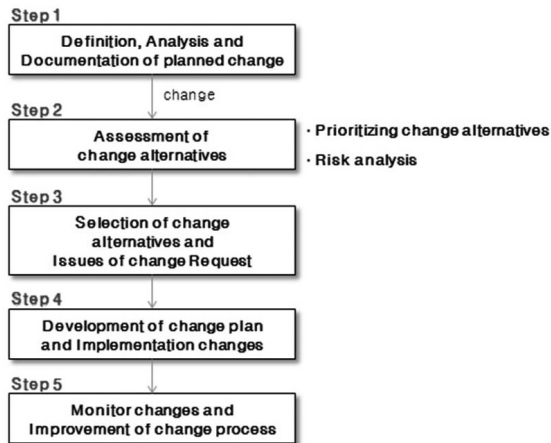 Step 1
Definition, Analysis and
Documentation of planned change
change
Step 2
Assessment of
change alternatives
· Prioritizing change alternatives
· Risk analysis
Step 3
Selection of change
alternatives and
Issues of change Request
Step 4
Development of change plan
and Implementation changes
Step 5
Monitor changes and
Improvement of change process